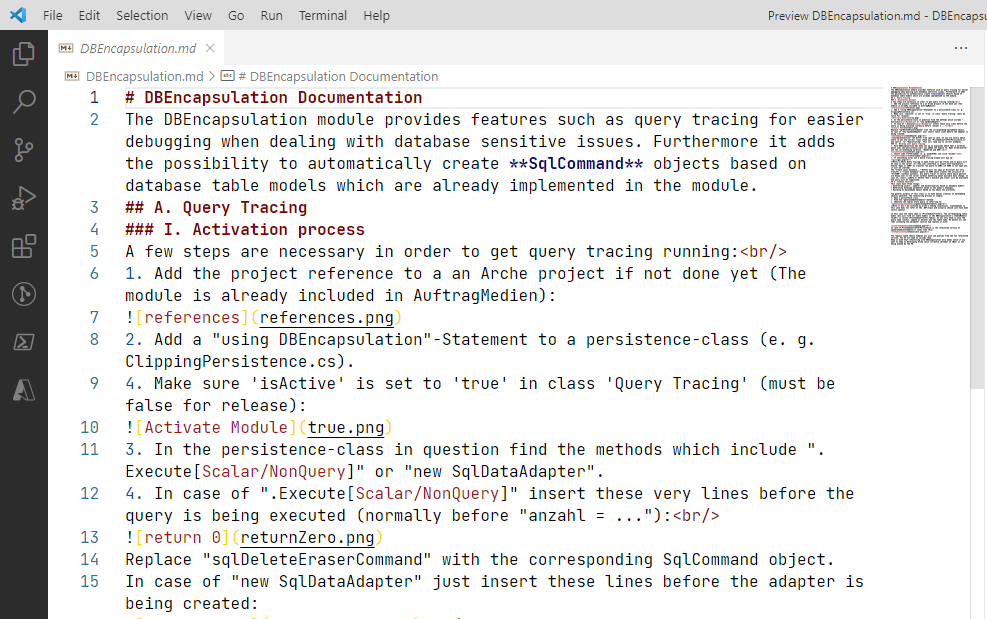 File Edit Selection View Go Run Terminal Help Preview DBEncapsulation.md - DBEncapsu
DBEncapsulation.md
DBEncapsulation.md > # DBEncapsulation Documentation
1 # DBEncapsulation Documentation
2 The DBEncapsulation module provides features such as query tracing for easier
debugging when dealing with database sensitive issues. Furthermore it adds
the possibility to automatically create **SqlCommand** objects based on
database table models which are already implemented in the module.
3 ## A. Query Tracing
4 ### I. Activation process
5 A few steps are necessary in order to get query tracing running:<br/>
6 1. Add the project reference to a an Arche project if not done yet (The
module is already included in AuftragMedien):
7 ![references](references.png)
8 2. Add a "using DBEncapsulation"-Statement to a persistence-class (e. g.
ClippingPersistence.cs).
9 4. Make sure 'isActive' is set to 'true' in class 'Query Tracing' (must be
false for release):
10 ![Activate Module](true.png)
11 3. In the persistence-class in question find the methods which include ".
Execute[Scalar/NonQuery]" or "new SqlDataAdapter".
12 4. In case of ".Execute[Scalar/NonQuery]" insert these very lines before the
query is being executed (normally before "anzahl = ..."):<br/>
13 ![return 0](returnZero.png)
14 Replace "sqlDeleteEraserCommand" with the corresponding SqlCommand object.
15 In case of "new SqlDataAdapter" just insert these lines before the adapter is
being created: